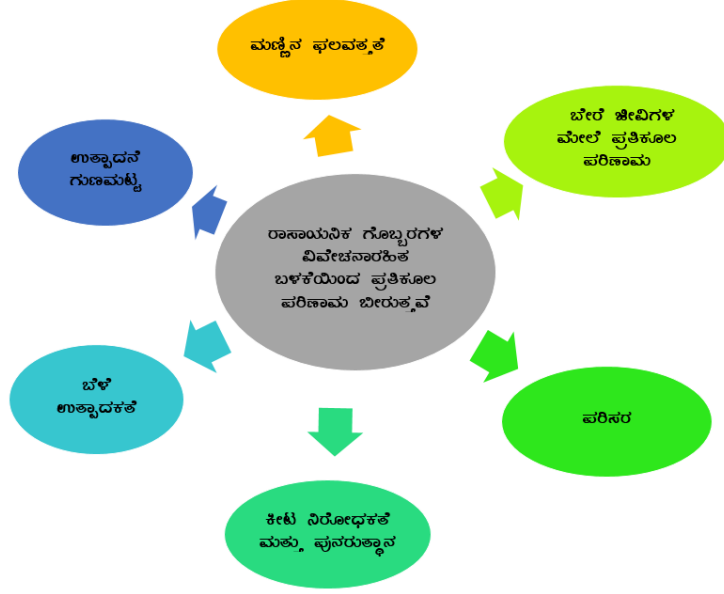 ಮಣ್ಣಿನ ಫಲವತ್ತತೆ
ಬೇರೆ ಜೀವಿಗಳ
ಮೇಲೆ ಪ್ರತಿಕೂಲ
ಪರಿಣಾಮ
ಉತ್ಪಾದನೆ
ಗುಣಮಟ್ಟ
ರಾಸಾಯನಿಕ ಗೊಬ್ಬರಗಳ
ವಿವೇಚನಾರಹಿತ
ಬಳಕೆಯಿಂದ ಪ್ರತಿಕೂಲ
ಪರಿಣಾಮ ಬೀರುತ್ತವೆ
ಬೆಳೆ
ಉತ್ಪಾದಕತೆ
ಪರಿಸರ
ಕೀಟ ನಿರೋಧಕತೆ
ಮತ್ತು ಪುನರುತ್ಥಾನ